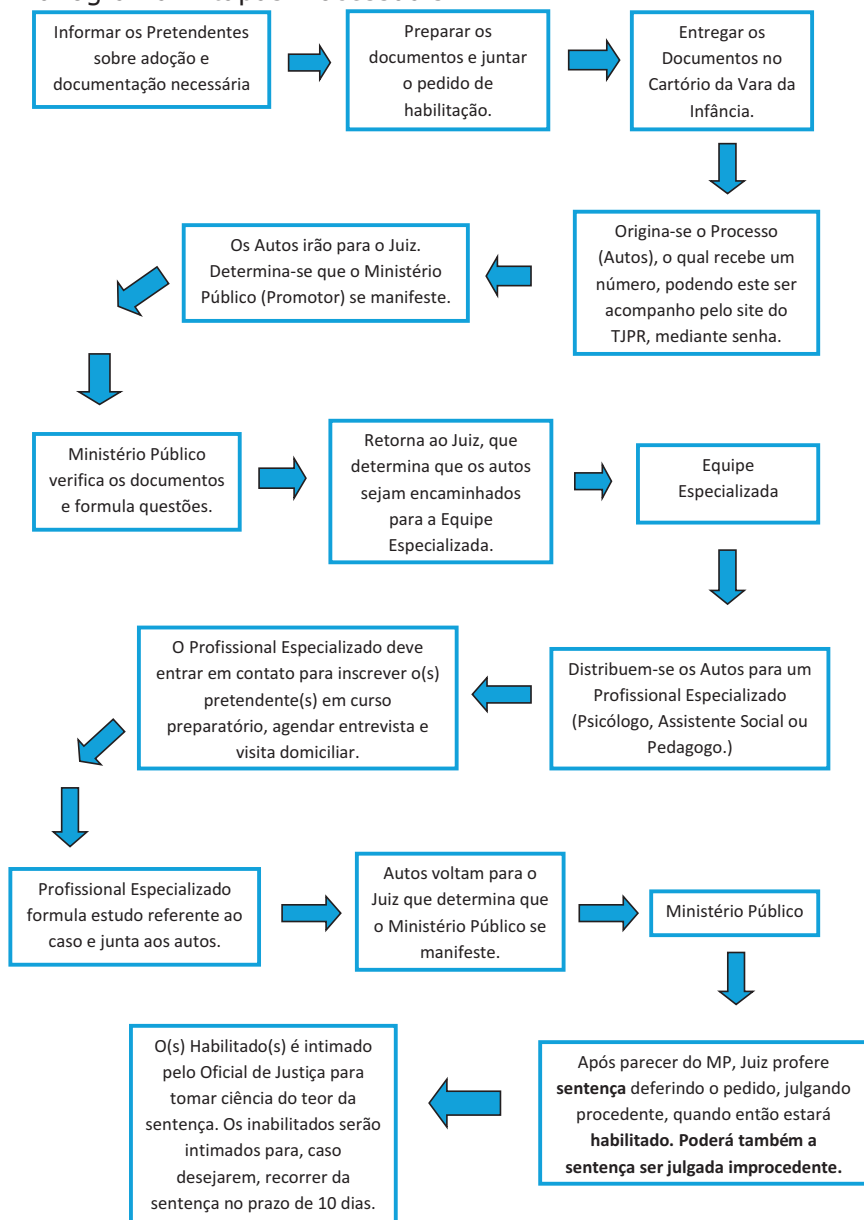 Informar os Pretendentes
sobre adoção e
documentação necessária
Preparar os
documentos e juntar
o pedido de
habilitação.
Entregar os
Documentos no
Cartório da Vara da
Infância.
Origina-se o Processo
(Autos), o qual recebe um
número, podendo este ser
acompanho pelo site do
TJPR, mediante senha.
Os Autos irão para o Juiz.
Determina-se que o Ministério
Público (Promotor) se manifeste.
Ministério Público
verifica os documentos
e formula questões.
Retorna ao Juiz, que
determina que os autos
sejam encaminhados
para a Equipe
Especializada.
Equipe
Especializada
Distribuem-se os Autos para um
Profissional Especializado
(Psicólogo, Assistente Social ou
Pedagogo.)
O Profissional Especializado deve
entrar em contato para inscrever o(s)
pretendente(s) em curso
preparatório, agendar entrevista e
visita domiciliar.
Profissional Especializado
formula estudo referente ao
caso e junta aos autos.
Autos voltam para o
Juiz que determina que
o Ministério Público se
manifeste.
Ministério Público
Após parecer do MP, Juiz profere
sentença deferindo o pedido, julgando
procedente, quando então estará
habilitado. Poderá também a
sentença ser julgada improcedente.
O(s) Habilitado(s) é intimado
pelo Oficial de Justiça para
tomar ciência do teor da
sentença. Os inabilitados serão
intimados para, caso
desejarem, recorrer da
sentença no prazo de 10 dias.